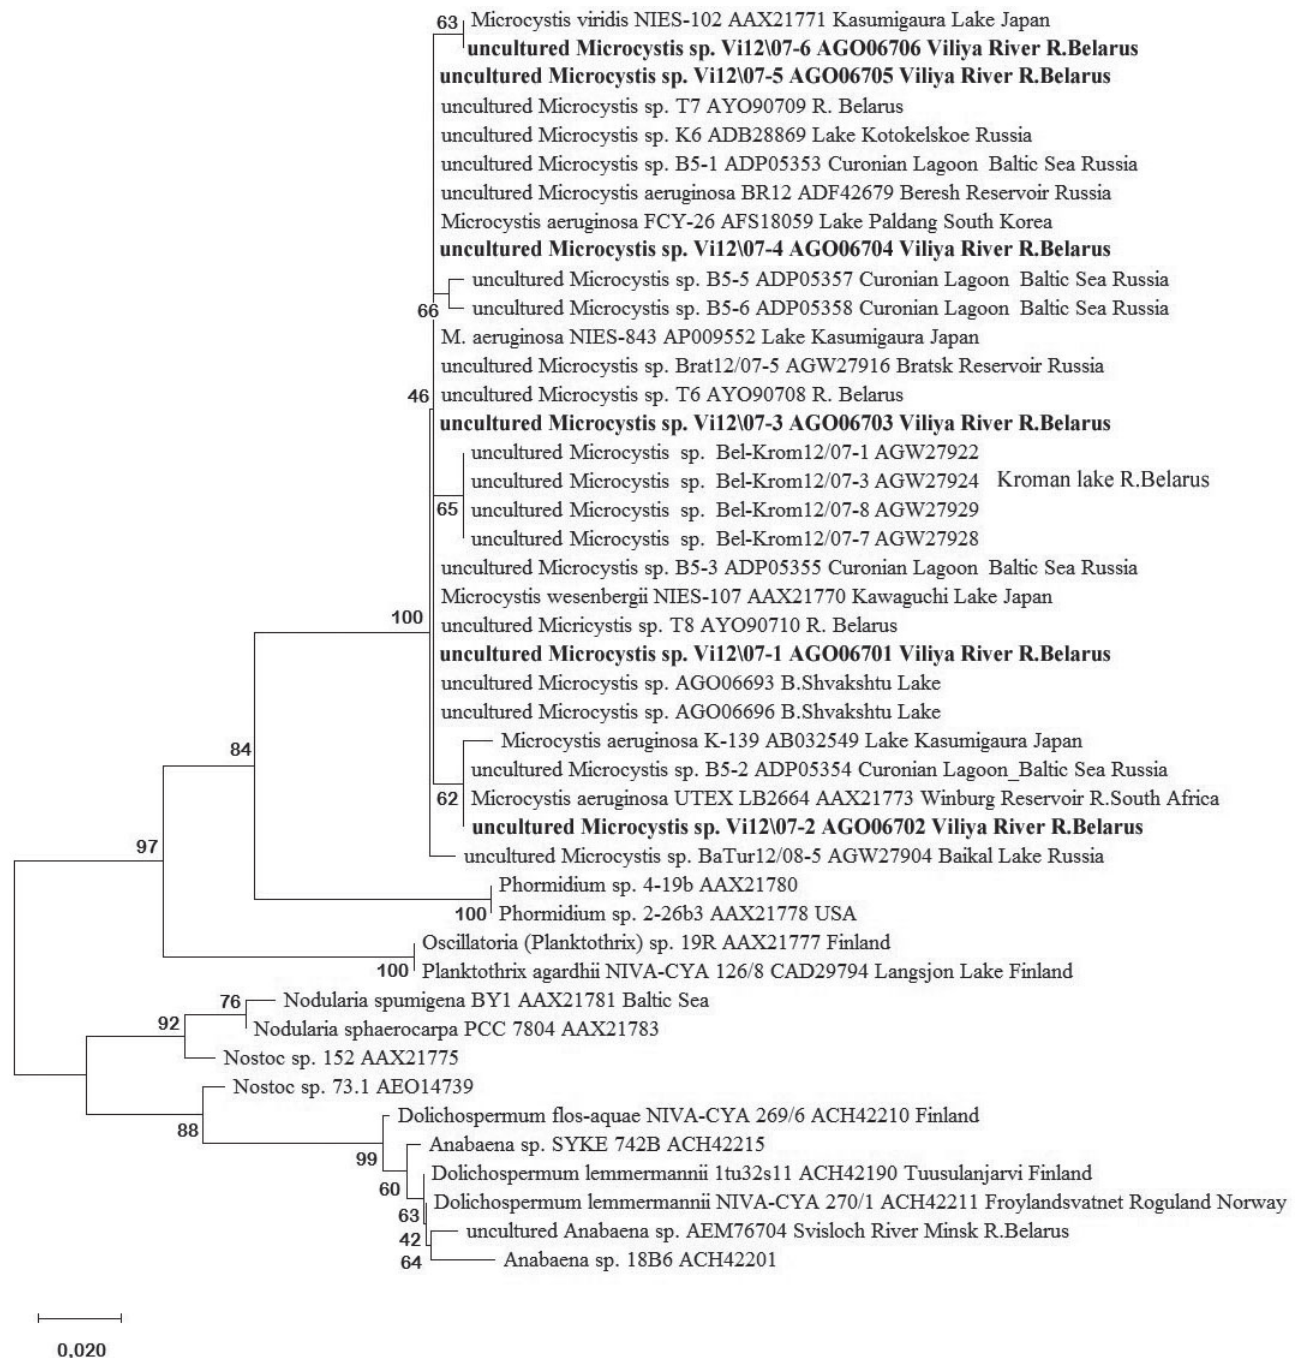 63
Microcystis viridis NIES-102 AAX21771 Kasumigaura Lake Japan
uncultured Microcystis sp. Vi12\07-6 AGO06706 Viliya River R.Belarus
uncultured Microcystis sp. Vi12\07-5 AGO06705 Viliya River R.Belarus
uncultured Microcystis sp. T7 AYO90709 R. Belarus
uncultured Microcystis sp. K6 ADB28869 Lake Kotokelskoe Russia
uncultured Microcystis sp. B5-1 ADP05353 Curonian Lagoon Baltic Sea Russia
uncultured Microcystis aeruginosa BR12 ADF42679 Beresh Reservoir Russia
Microcystis aeruginosa FCY-26 AFS18059 Lake Paldang South Korea
uncultured Microcystis sp. Vi12\07-4 AGO06704 Viliya River R.Belarus
uncultured Microcystis sp. B5-5 ADP05357 Curonian Lagoon Baltic Sea Russia
66
uncultured Microcystis sp. B5-6 ADP05358 Curonian Lagoon Baltic Sea Russia
M. aeruginosa NIES-843 AP009552 Lake Kasumigaura Japan
uncultured Microcystis sp. Brat12/07-5 AGW27916 Bratsk Reservoir Russia
46
uncultured Microcystis sp. T6 AYO90708 R. Belarus
uncultured Microcystis sp. Vi12\07-3 AGO06703 Viliya River R.Belarus
uncultured Microcystis sp. Bel-Krom12/07-1 AGW27922
uncultured Microcystis sp. Bel-Krom12/07-3 AGW27924 Kroman lake R.Belarus
65
uncultured Microcystis sp. Bel-Krom12/07-8 AGW27929
uncultured Microcystis sp. Bel-Krom12/07-7 AGW27928
uncultured Microcystis sp. B5-3 ADP05355 Curonian Lagoon Baltic Sea Russia
Microcystis wesenbergii NIES-107 AAX21770 Kawaguchi Lake Japan
100
uncultured Micricystis sp. T8 AYO90710 R. Belarus
uncultured Microcystis sp. Vi12\07-1 AGO06701 Viliya River R.Belarus
uncultured Microcystis sp. AGO06693 B.Shvakshtu Lake
uncultured Microcystis sp. AGO06696 B.Shvakshtu Lake
84
Microcystis aeruginosa K-139 AB032549 Lake Kasumigaura Japan
uncultured Microcystis sp. B5-2 ADP05354 Curonian Lagoon_Baltic Sea Russia
62
Microcystis aeruginosa UTEX LB2664 AAX21773 Winburg Reservoir R.South Africa
uncultured Microcystis sp. Vi12\07-2 AGO06702 Viliya River R.Belarus
97
uncultured Microcystis sp. BaTur12/08-5 AGW27904 Baikal Lake Russia
Phormidium sp. 4-19b AAX21780
100
Phormidium sp. 2-26b3 AAX21778 USA
Oscillatoria (Planktothrix) sp. 19R AAX21777 Finland
100
Planktothrix agardhii NIVA-CYA 126/8 CAD29794 Langsjon Lake Finland
76
Nodularia spumigena BY1 AAX21781 Baltic Sea
92
Nodularia sphaerocarpa PCC 7804 AAX21783
Nostoc sp. 152 AAX21775
Nostoc sp. 73.1 AEO14739
88
Dolichospermum flos-aquae NIVA-CYA 269/6 ACH42210 Finland
Anabaena sp. SYKE 742B ACH42215
99
Dolichospermum lemmermannii 1tu32s11 ACH42190 Tuusulanjarvi Finland
60
Dolichospermum lemmermannii NIVA-CYA 270/1 ACH42211 Froylandsvatnet Roguland Norway
63
uncultured Anabaena sp. AEM76704 Svisloch River Minsk R.Belarus
42
Anabaena sp. 18B6 ACH42201
64
0,020